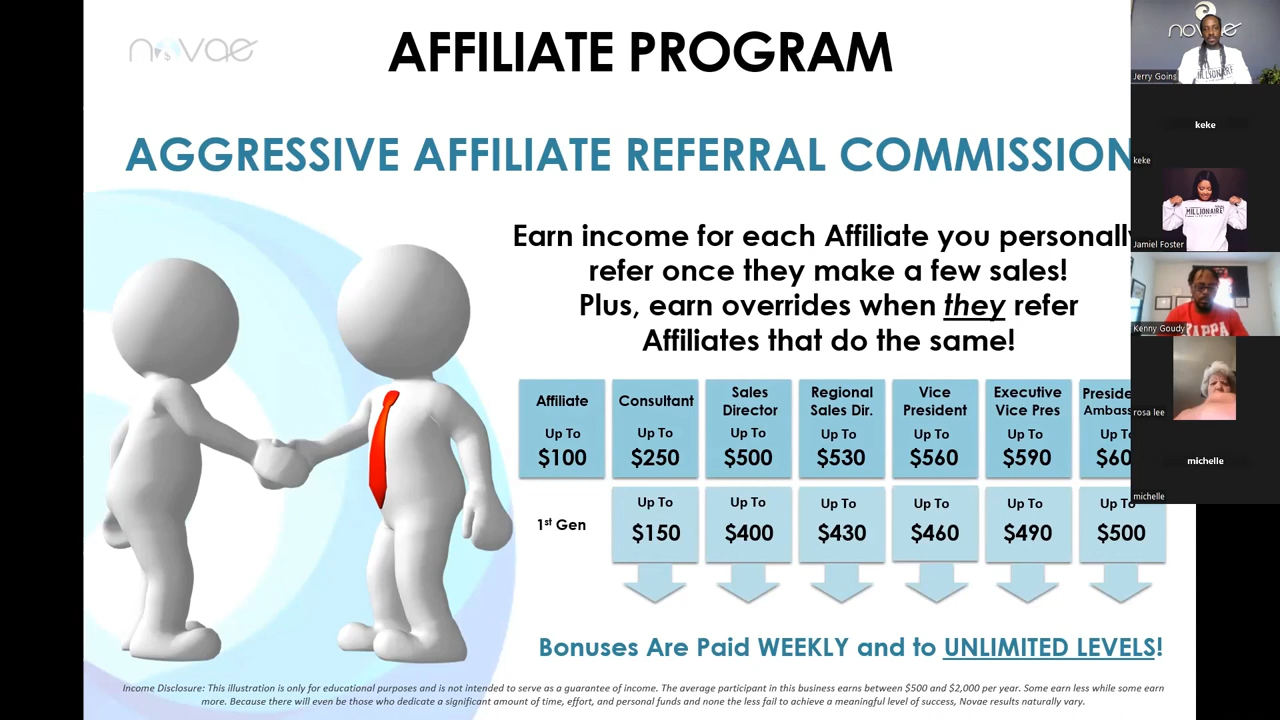 novae
AFFILIATE PROGRAM
AGGRESSIVE AFFILIATE REFERRAL COMMISSION
Earn income for each Affiliate you personally
refer once they make a few sales!
Plus, earn overrides when they refer
Affiliates that do the same!
Affiliate
Up To
$100
Consultant
Up To
$250
Sales
Director
Up To
$500
Regional
Sales Dir.
Up To
$530
Vice
President
Up To
$560
Executive
Vice Pres
Up To
$590
Preside
Ambass
Up To
$60
1st Gen
Up To
$150
Up To
$400
Up To
$430
Up To
$460
Up To
$490
Up To
$500
Bonuses Are Paid WEEKLY and to UNLIMITED LEVELS!
Income Disclosure: This illustration is only for educational purposes and is not intended to serve as a guarantee of income. The average participant in this business earns between $500 and $2,000 per year. Some earn less while some earn
more. Because there will even be those who dedicate a significant amount of time, effort, and personal funds and none the less fail to achieve a meaningful level of success, Novae results naturally vary.
Jerry Goins
keke
keke
MILLIONAIRE
Jamiel Foster
KAPPA
Kenny Goudy
rosa lee
michelle
michelle